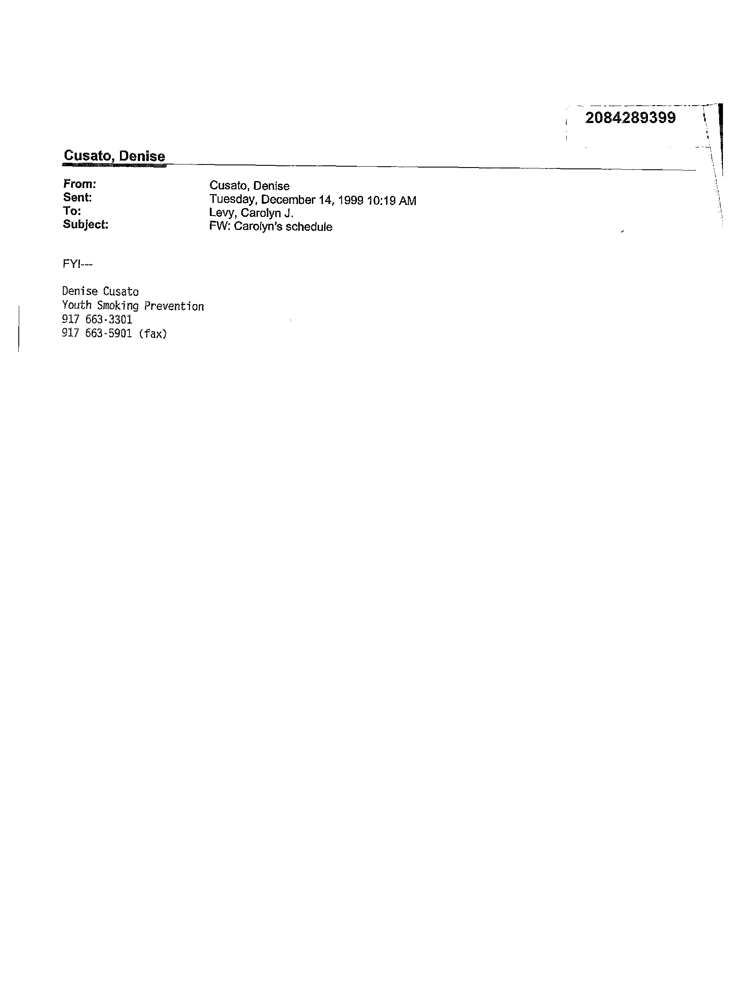 2084289399
Cusato, Denise
From: Cusato, Denise
Sent: Tuesday, December 14, 1999 10:19 AM
To: Levy, Carolyn J.
Subject: FW: Carolyn's schedule
FYI---
Denise Cusato
Youth Smoking Prevention
917 663-3301
917 663-5901 (fax)